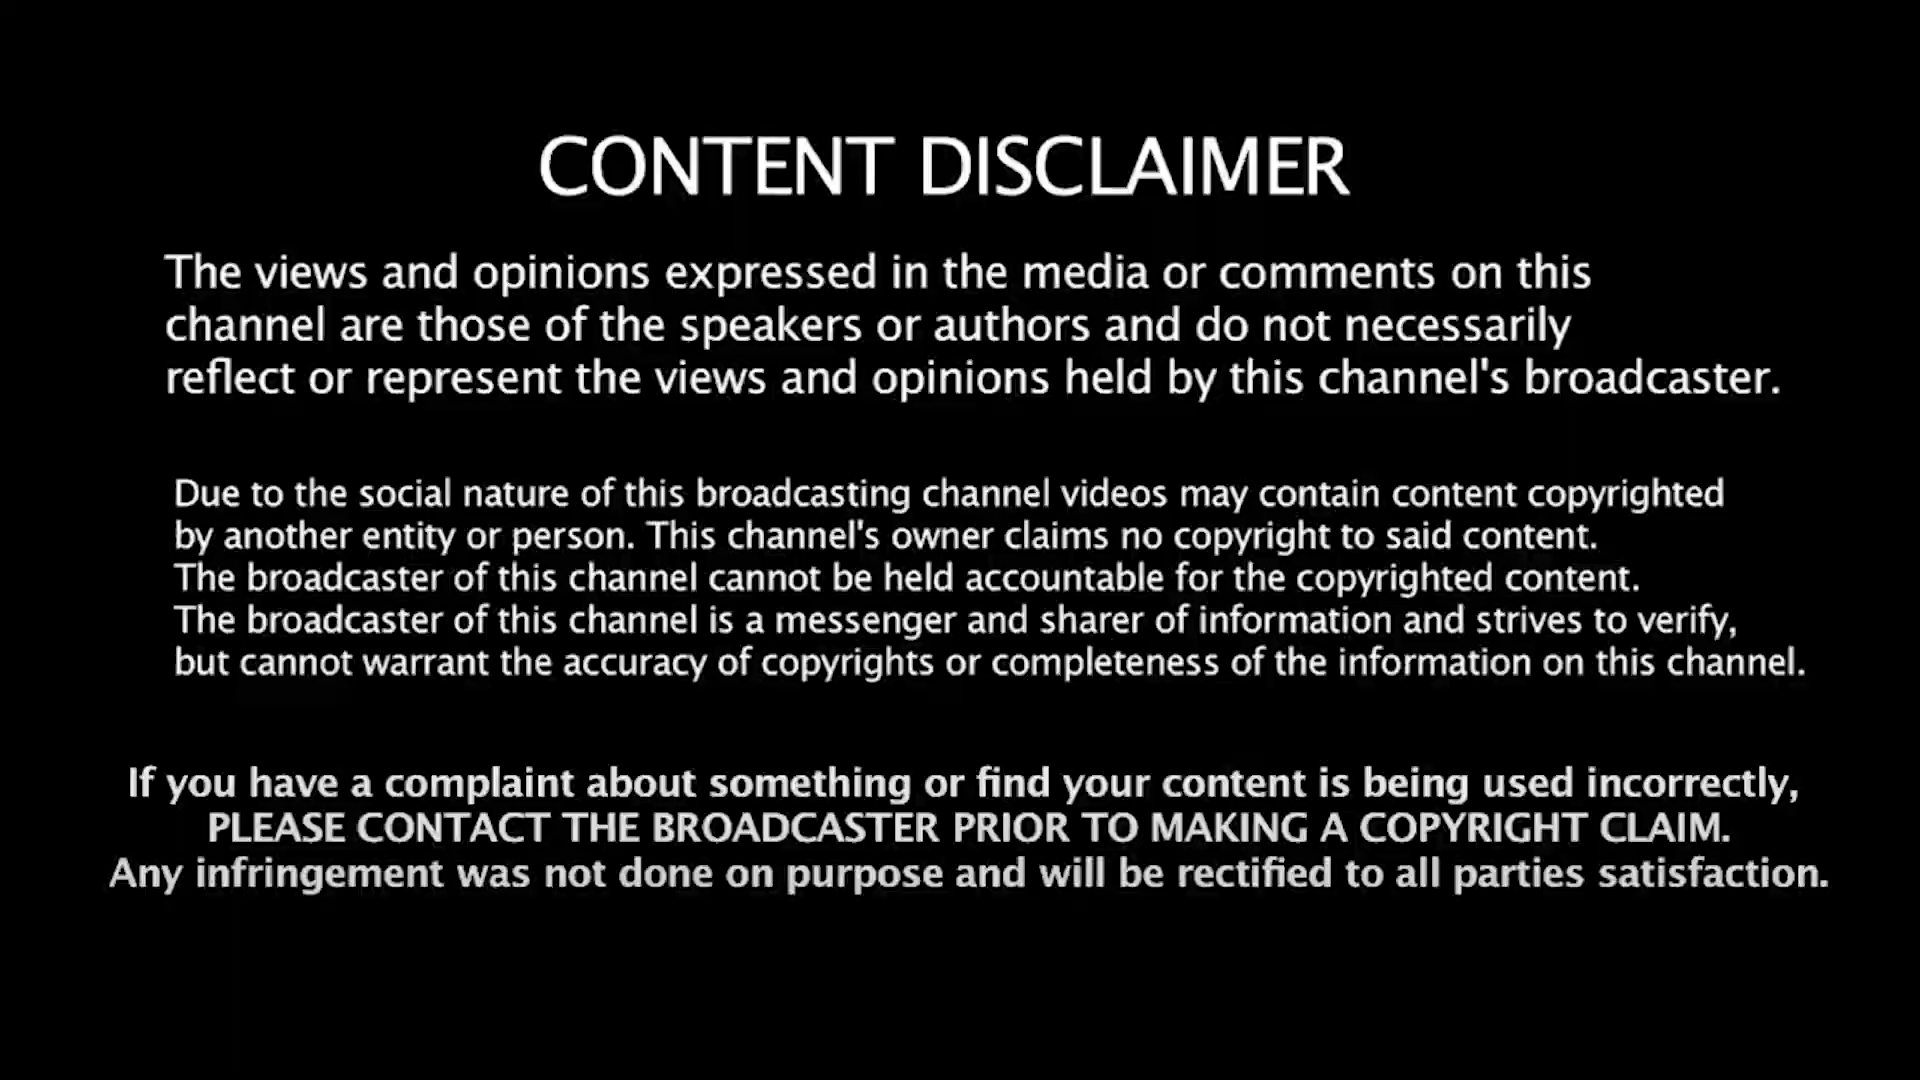 CONTENT DISCLAIMER
The views and opinions expressed in the media or comments on this
channel are those of the speakers or authors and do not necessarily
reflect or represent the views and opinions held by this channel's broadcaster.
Due to the social nature of this broadcasting channel videos may contain content copyrighted
by another entity or person. This channel's owner claims no copyright to said content.
The broadcaster of this channel cannot be held accountable for the copyrighted content.
The broadcaster of this channel is a messenger and sharer of information and strives to verify,
but cannot warrant the accuracy of copyrights or completeness of the information on this channel.
If you have a complaint about something or find your content is being used incorrectly,
PLEASE CONTACT THE BROADCASTER PRIOR TO MAKING A COPYRIGHT CLAIM.
Any infringement was not done on purpose and will be rectified to all parties satisfaction.